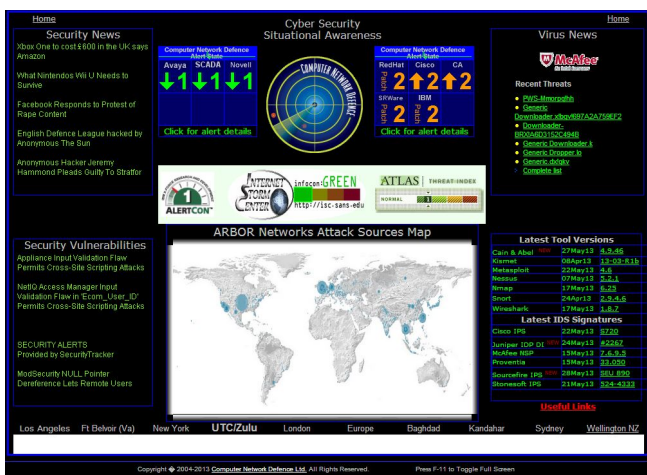 Home
Home
Security News
Xbox One to cost £600 in the UK says
Amazon
What Nintendos Wii U Needs to
Survive
Facebook Responds to Protest of
Rape Content
English Defence League hacked by
Anonymous The Sun
Anonymous Hacker Jeremy
Hammond Pleads Guilty To Stratfor
Cyber Security
Situational Awareness
Computer Network Defence
Alert State
Avaya SCADA Novell
1 1 1
Click for alert details
COMPUTER NETWORK DEFENCE
Computer Network Defence
Alert State
RedHat Cisco CA
Patch 2 2 2
SRWare IBM
Patch 2 Patch 2
Click for alert details
Virus News
McAfee
Recent Threats
PWS-Mmorpg!hh
Generic
Downloader-
Generic Downloader.k
Generic Dropper.lo
Generic.dx!gkv
Complete list
1
ALERTCON™
INTERNET
STORM
CENTER
infocon:GREEN
http://isc.sans.edu
ATLAS THREAT-INDEX
NORMAL 1
Security Vulnerabilities
Appliance Input Validation Flaw
Permits Cross-Site Scripting Attacks
NetIQ Access Manager Input
Validation Flaw in 'Ecom_User_ID'
Permits Cross-Site Scripting Attacks
SECURITY ALERTS
Provided by SecurityTracker
ModSecurity NULL Pointer
Dereference Lets Remote Users
ARBOR Networks Attack Sources Map
Latest Tool Versions
Cain & Abel NEW 27May13 4.9.46
Kismet 08Apr13 13-03-R1b
Metasploit 22May13 4.6
Nessus 07May13 5.2.1
Nmap 17May13 6.25
Snort 24Apr13 2.9.4.6
Wireshark 17May13 1.8.7
Latest IDS Signatures
Cisco IPS 22May13 S720
Juniper IDP DI NEW 24May13 #2267
McAfee NSP 15May13 7.6.9.5
Proventia 15May13 33.050
Sourcefire IPS NEW 28May13 SEU 890
Stonesoft IPS 21May13 524-4333
Useful Links
Los Angeles Ft Belvoir (Va) New York UTC/Zulu London Europe Baghdad Kandahar Sydney Wellington NZ
Copyright � 2004-2013 Computer Network Defence Ltd. All Rights Reserved. Press F-11 to Toggle Full Screen